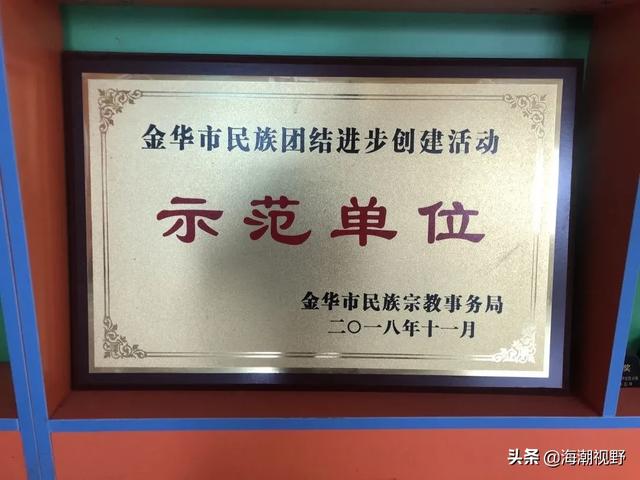 金华市民族团结进步创建活动
示范单位
金华市民族宗教事务局
二〇一八年十一月
奖
头条 @海潮视野